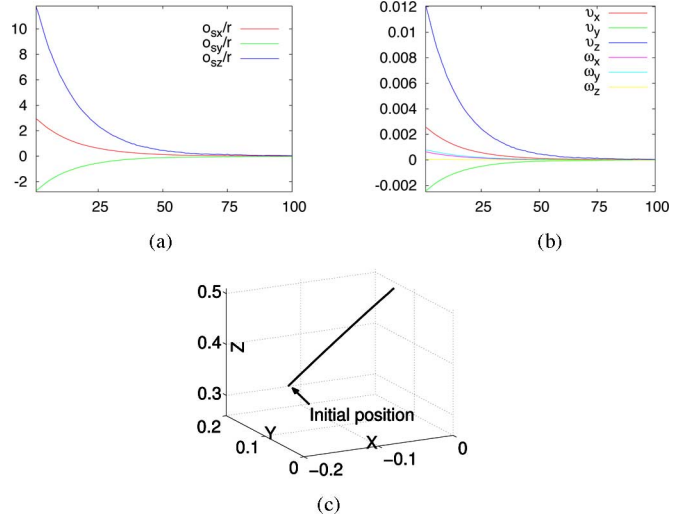 10
8
6
4
2
0
-2
25
50
75
100
o_sx/r
o_sy/r
o_sz/r
(a)
0.012
0.01
0.008
0.006
0.004
0.002
0
-0.002
25
50
75
100
υ_x
υ_y
υ_z
ω_x
ω_y
ω_z
(b)
0.5
0.4
0.3
Z
0.2
0.1
0
Y
−0.2
−0.1
0
X
Initial position
(c)